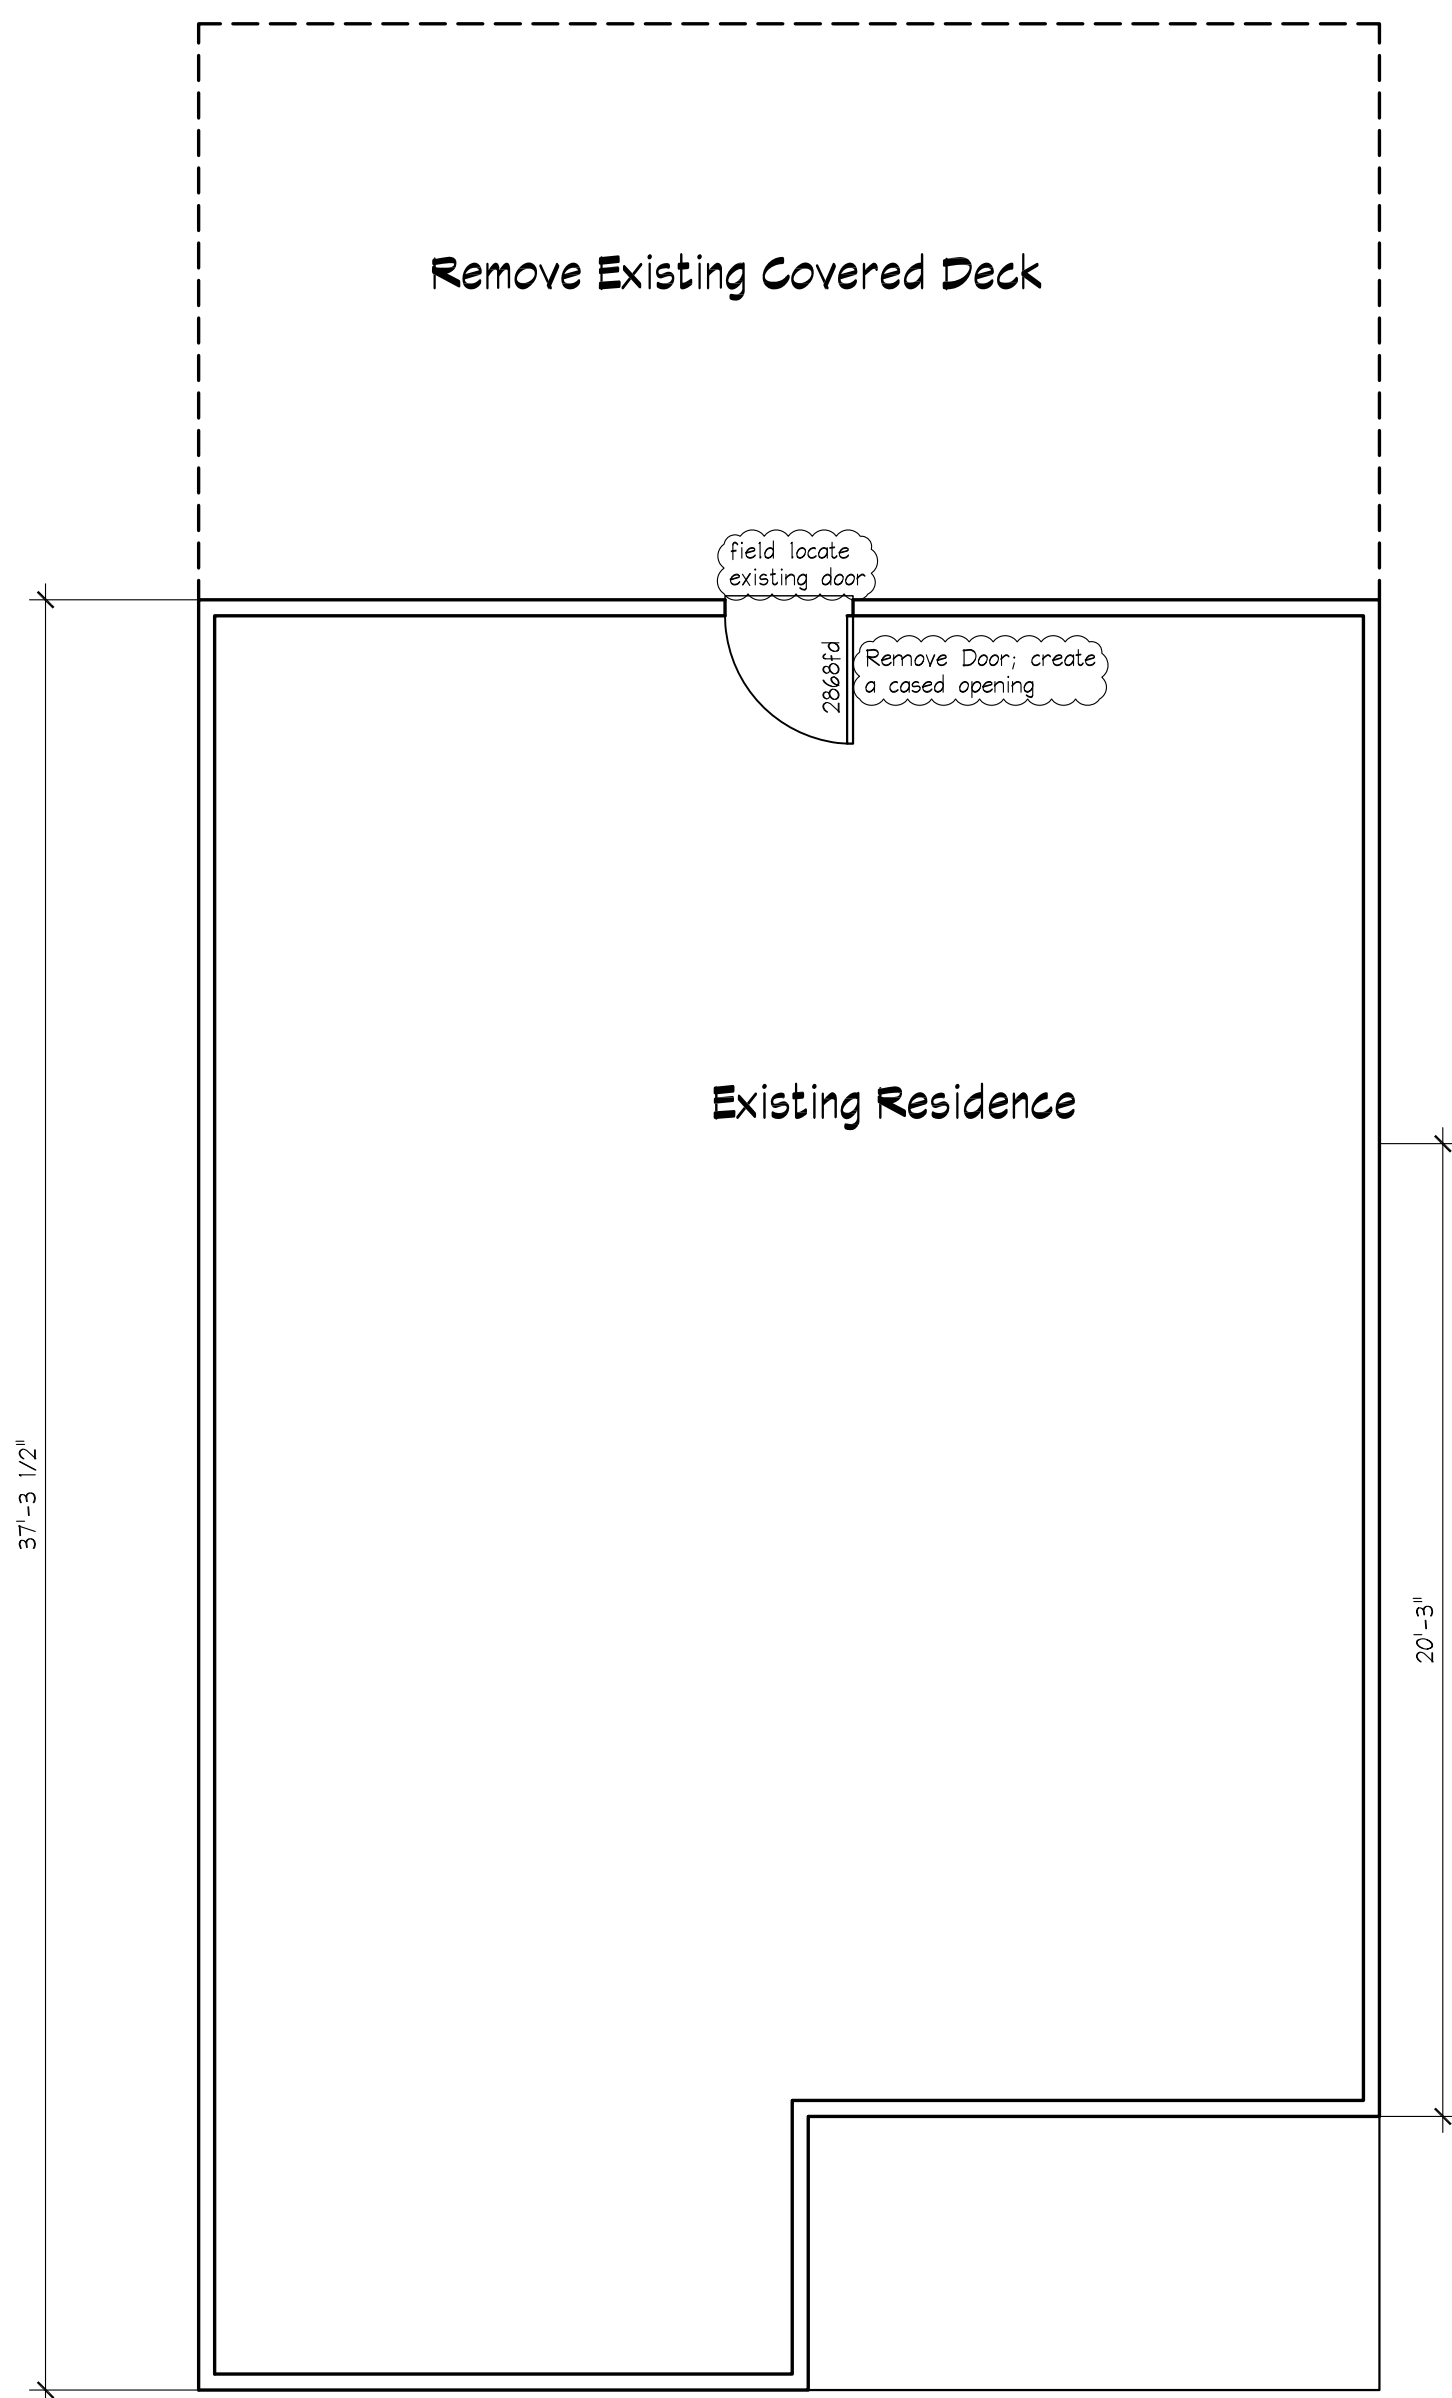 Remove Existing Covered Deck
field locate
existing door
2868fd
Remove Door; create
a cased opening
Existing Residence
37'-3 1/2"
20'-3"